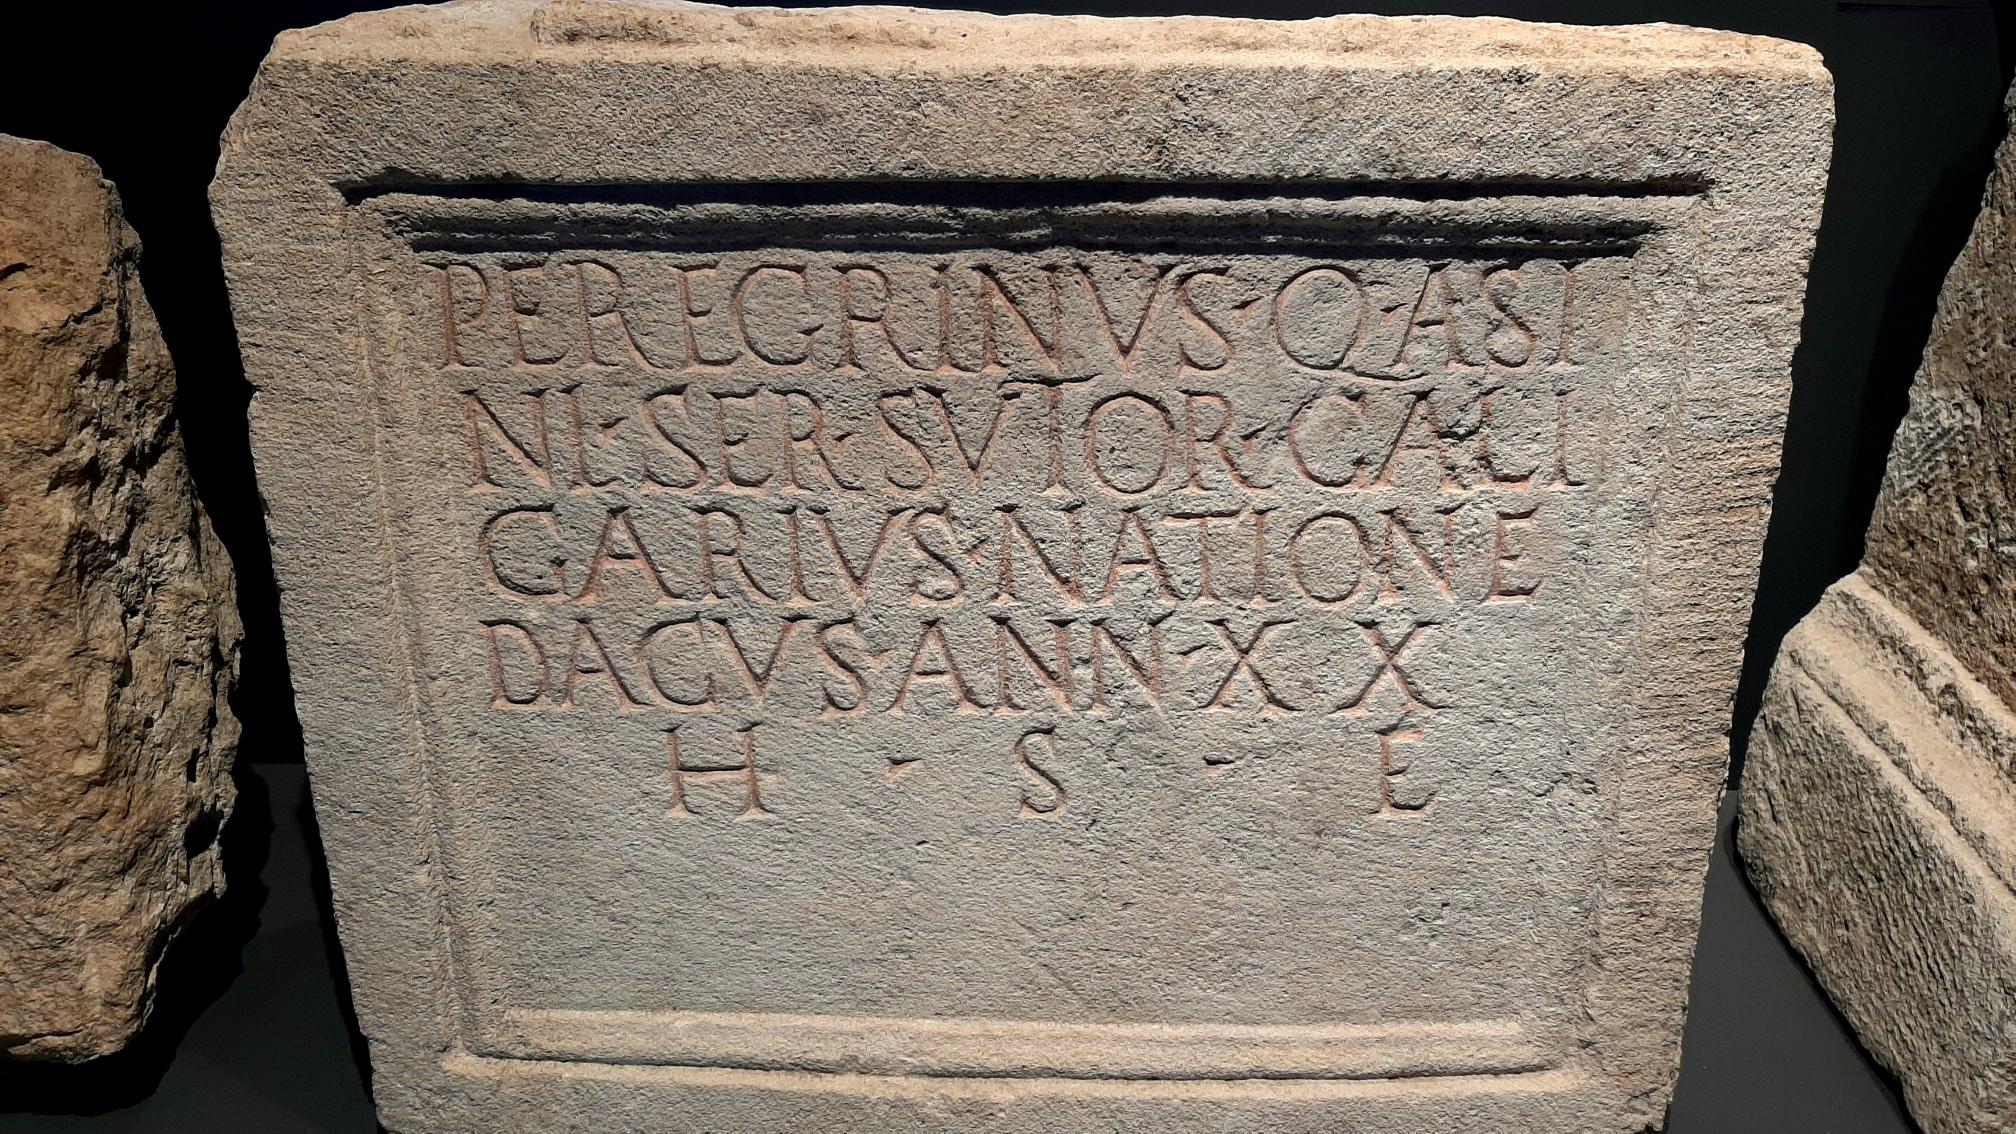 PEREGRINVS·Q·ASI
NI·SER·SVTOR·CALI
GARIVS·NATIONE
DACVS·ANN·XX
H · S · E